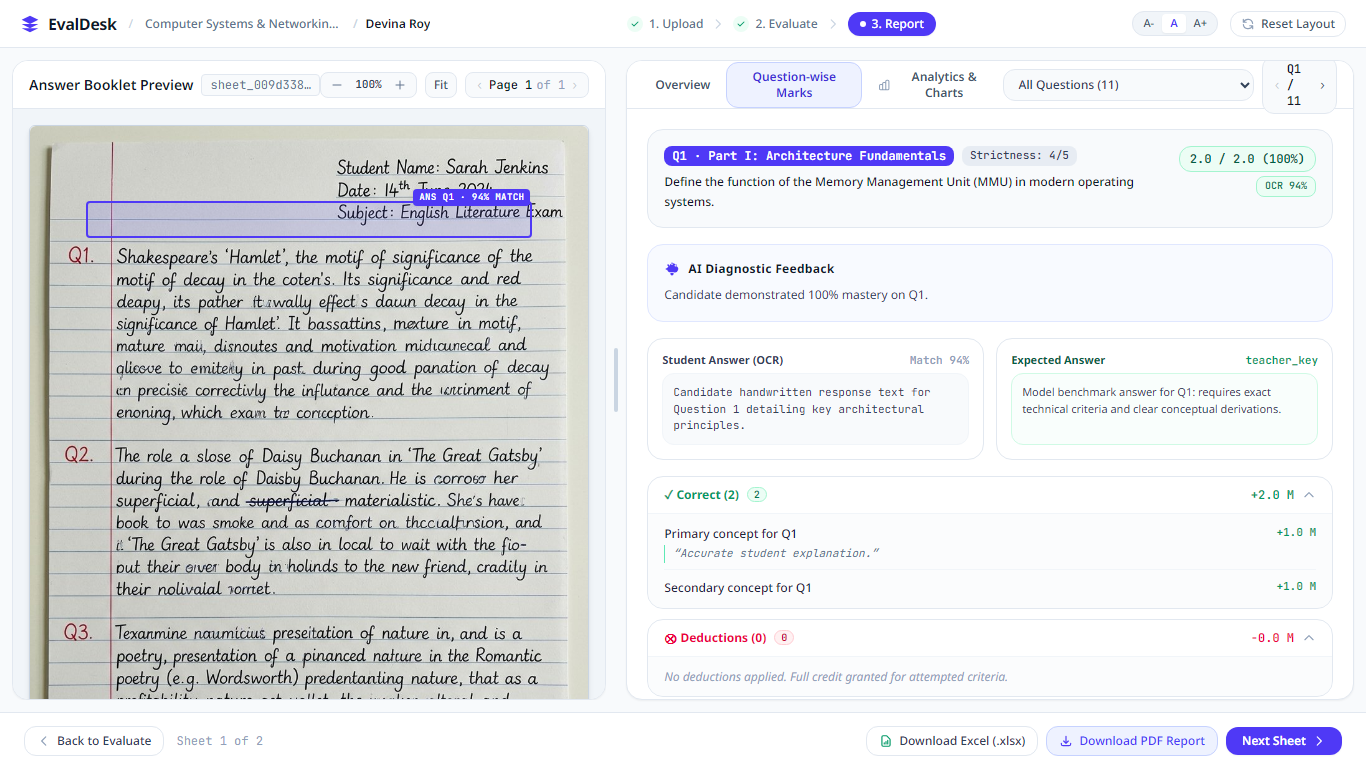 EvalDesk / Computer Systems & Networkin... / Devina Roy
1. Upload
2. Evaluate
3. Report
A- A A+
Reset Layout
Answer Booklet Preview
sheet_009d338...
100%
Fit
Page 1 of 1
Student Name: Sarah Jenkins
Date: 14th June 2024
ANS Q1 · 94% MATCH
Subject: English Literature Exam
Q1. Shakespeare's 'Hamlet', the motif of significance of the
motif of decay in the coten's. Its significance and red
deapy, its pather effect s daun decay in the
significance of Hamlet'. It bassattins, mexture in motif,
mature disnoutes and motivation and
to in past during good panation of decay
en precisie correctivly the influtance and the of
enoning, which exam conception.
Q2. The role a slose of Daisy Buchanan in 'The Great Gatsby'
during the role of Daisby Buchanan. He is her
superficial, and superficial materialistic. She's have
book to was smoke and as comfort on and
'The Great Gatsby' is also in local to wait with the fio-
put their body in holinds to the new friend, cradily in
their
Q3. Texanmine preseitation of nature in, and is a
poetry, presentation of a pinanced nature in the Romantic
poetry (e.g. Wordsworth) predentanting nature, that as a
Overview
Question-wise
Marks
Analytics &
Charts
All Questions (11)
Q1
/
11
Q1 · Part I: Architecture Fundamentals
Strictness: 4/5
2.0 / 2.0 (100%)
Define the function of the Memory Management Unit (MMU) in modern operating
systems.
OCR 94%
AI Diagnostic Feedback
Candidate demonstrated 100% mastery on Q1.
Student Answer (OCR)
Match 94%
Candidate handwritten response text for
Question 1 detailing key architectural
principles.
Expected Answer
teacher_key
Model benchmark answer for Q1: requires exact
technical criteria and clear conceptual derivations.
✓ Correct (2) 2
+2.0 M
Primary concept for Q1
+1.0 M
“Accurate student explanation.”
Secondary concept for Q1
+1.0 M
Deductions (0) 0
-0.0 M
No deductions applied. Full credit granted for attempted criteria.
Back to Evaluate
Sheet 1 of 2
Download Excel (.xlsx)
Download PDF Report
Next Sheet